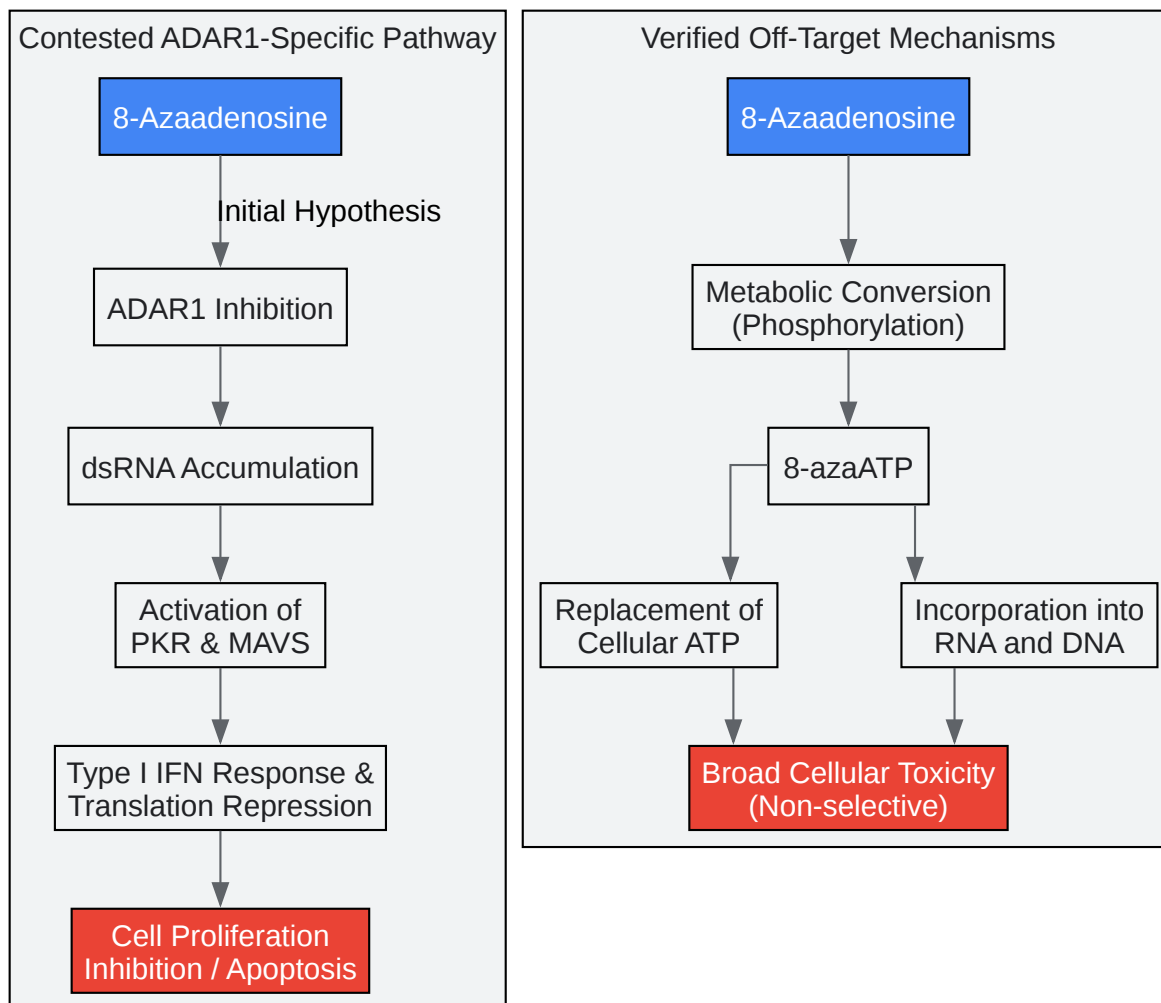 Contested ADAR1-Specific Pathway
8-Azaadenosine
Initial Hypothesis
ADAR1 Inhibition
dsRNA Accumulation
Activation of
PKR & MAVS
Type I IFN Response &
Translation Repression
Cell Proliferation
Inhibition / Apoptosis
Verified Off-Target Mechanisms
8-Azaadenosine
Metabolic Conversion
(Phosphorylation)
8-azaATP
Replacement of
Cellular ATP
Incorporation into
RNA and DNA
Broad Cellular Toxicity
(Non-selective)